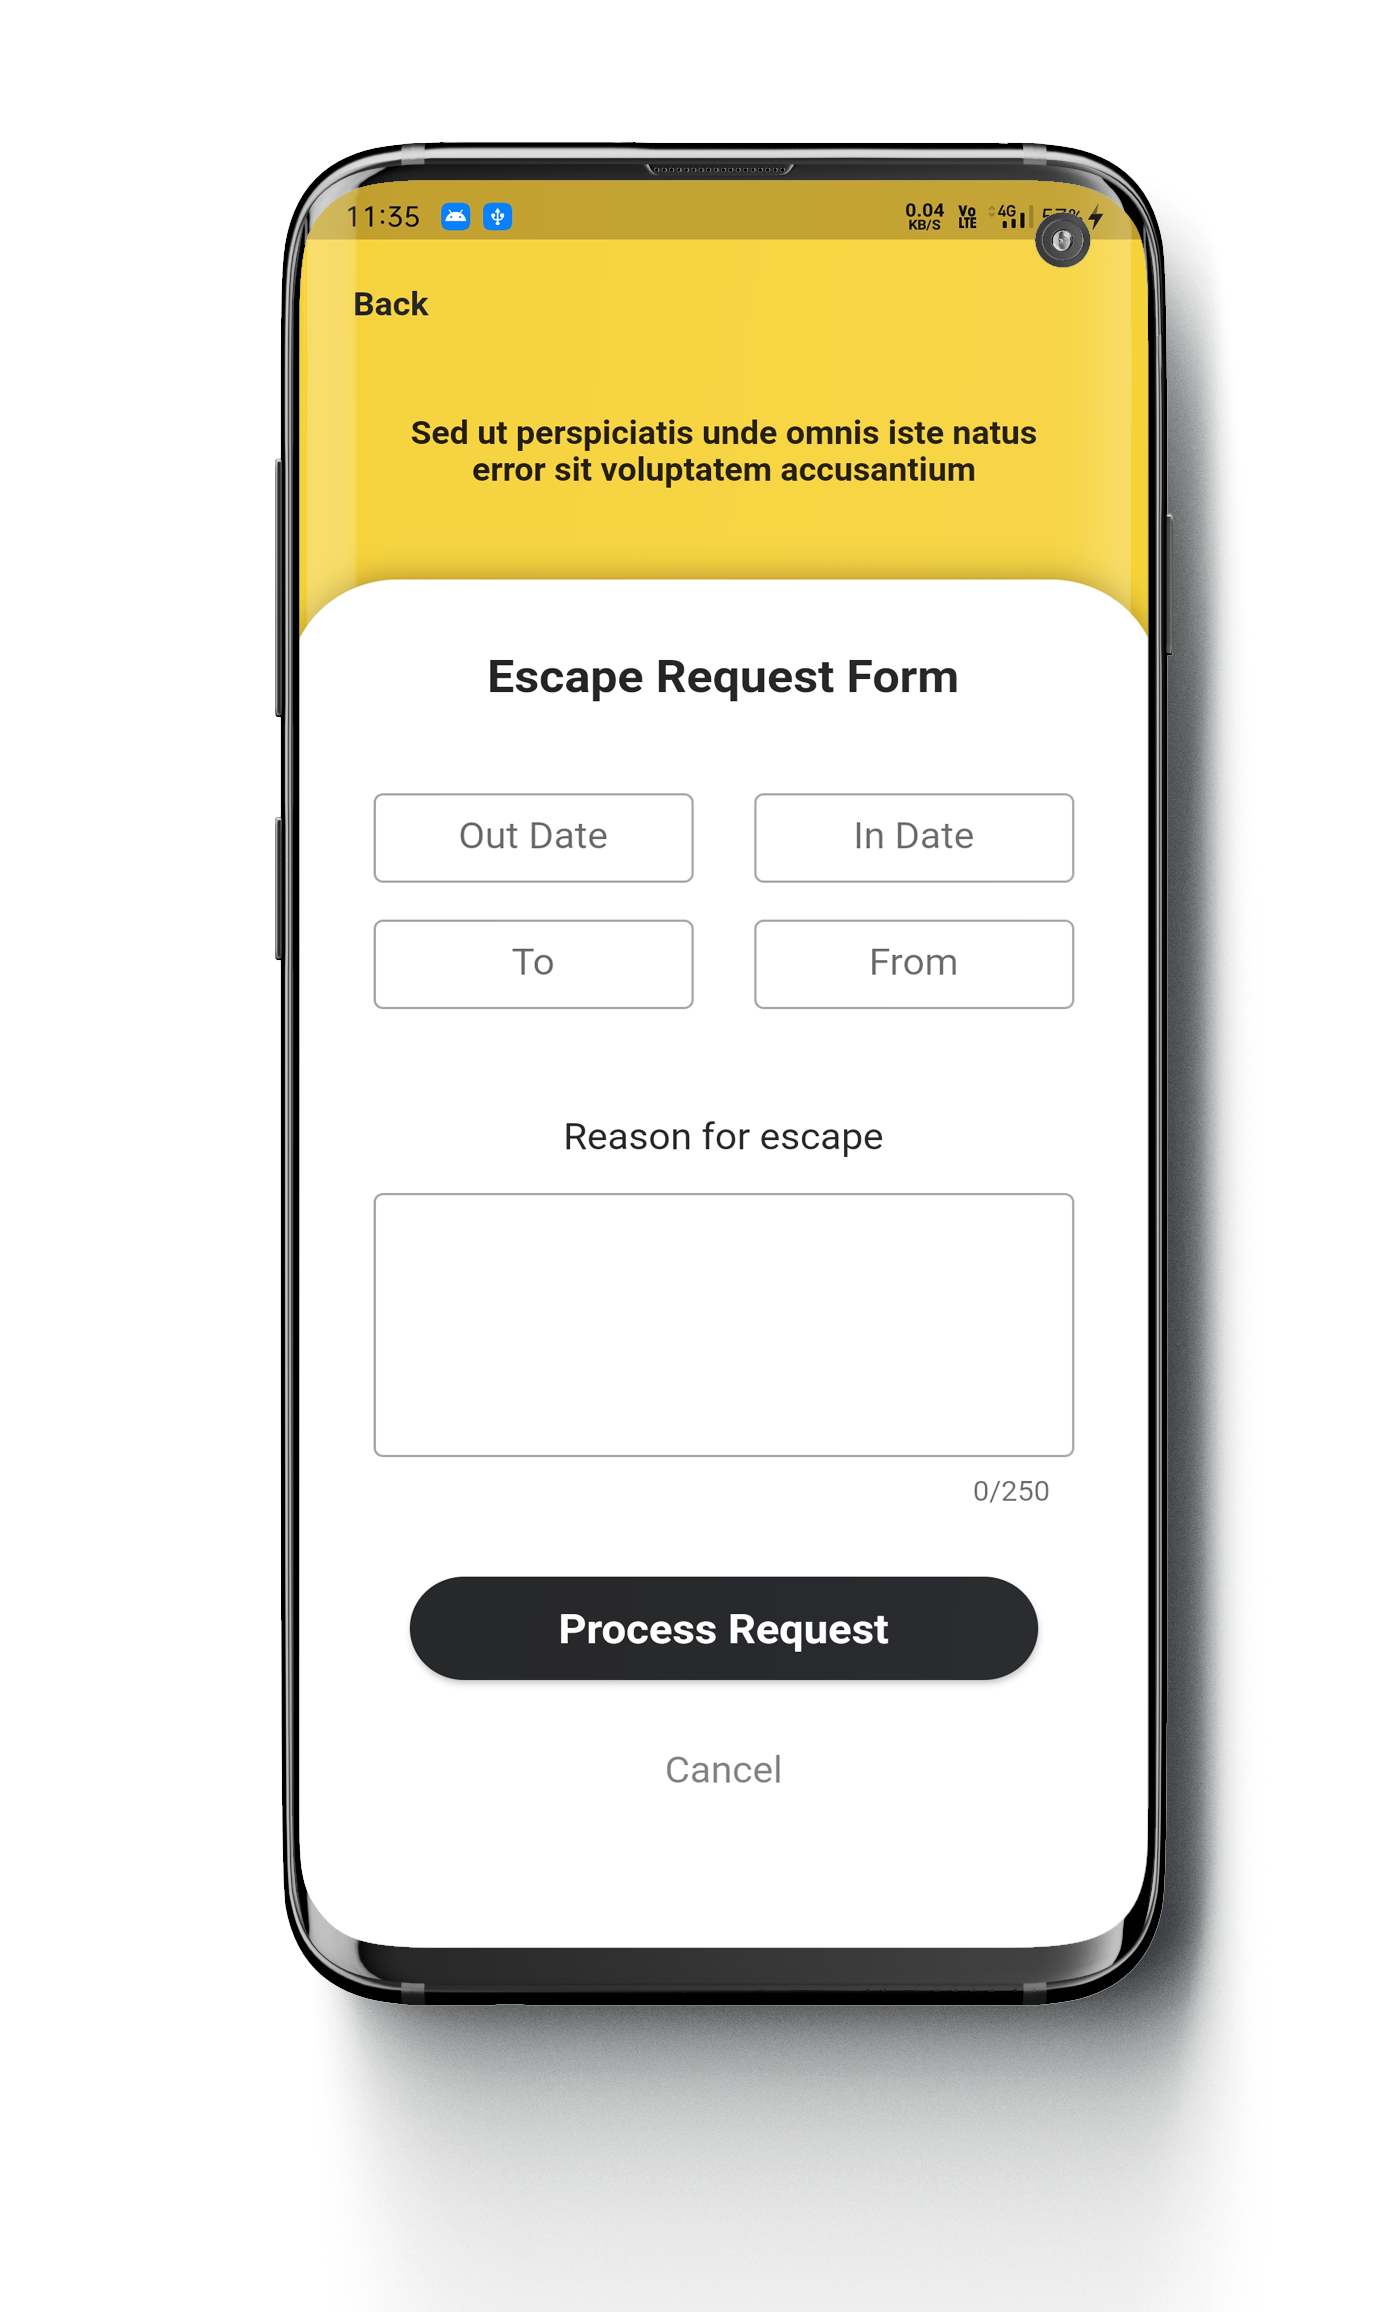 11:35 0.04 KB/S Vo LTE 4G
Back
Sed ut perspiciatis unde omnis iste natus
error sit voluptatem accusantium
Escape Request Form
Out Date In Date
To From
Reason for escape
0/250
Process Request
Cancel